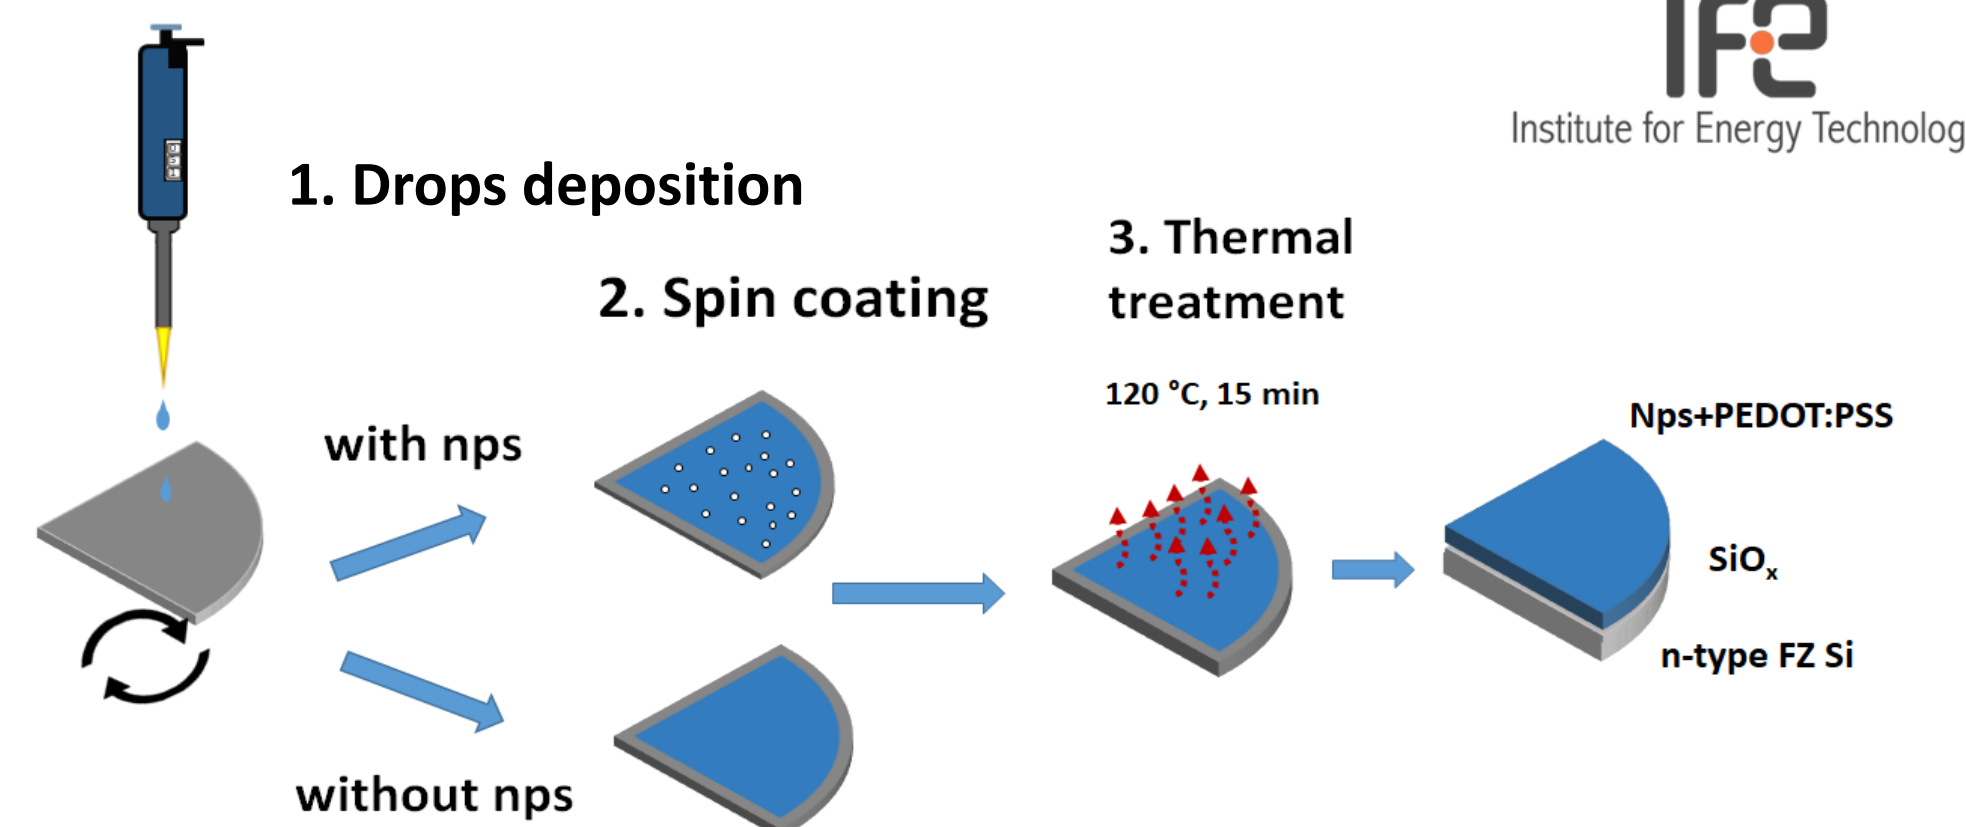 IFE
Institute for Energy Technolog
1. Drops deposition
2. Spin coating
3. Thermal
treatment
120 °C, 15 min
with nps
without nps
Nps+PEDOT:PSS
SiOₓ
n-type FZ Si